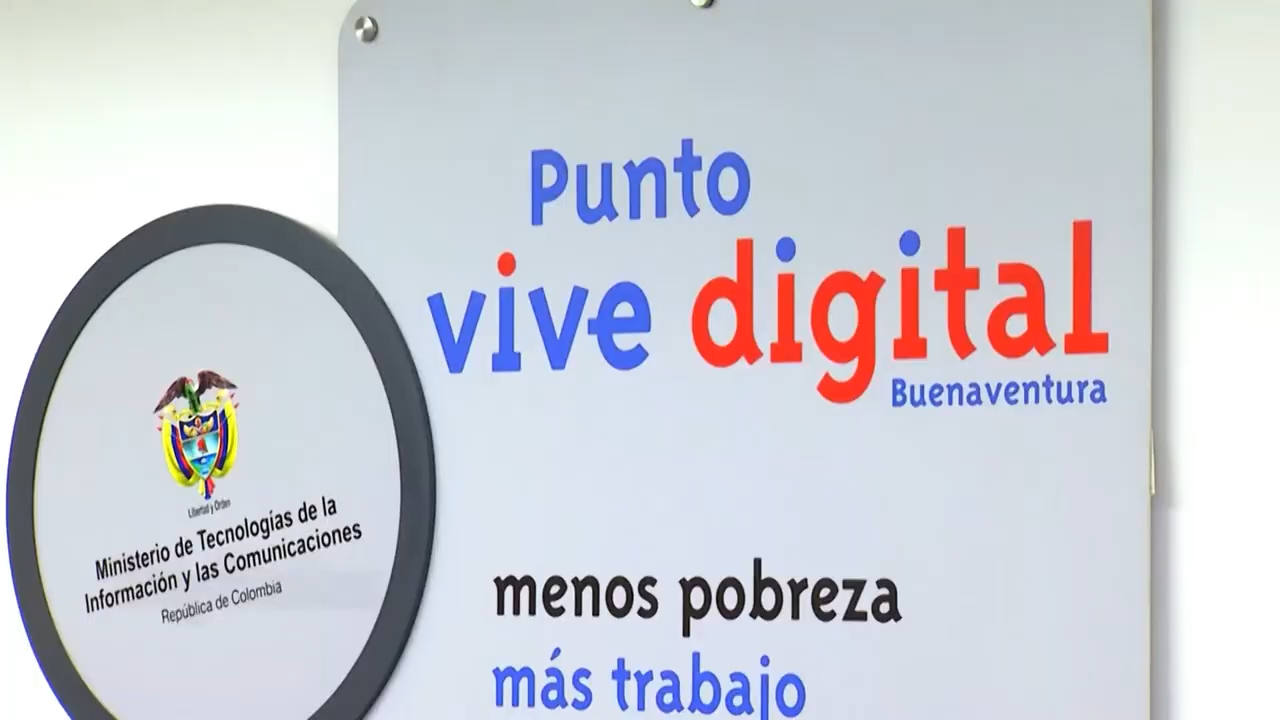 Punto
vive digital
Buenaventura
menos pobreza
más trabajo
Libertad y Orden
Ministerio de Tecnologías de la
Información y las Comunicaciones
República de Colombia